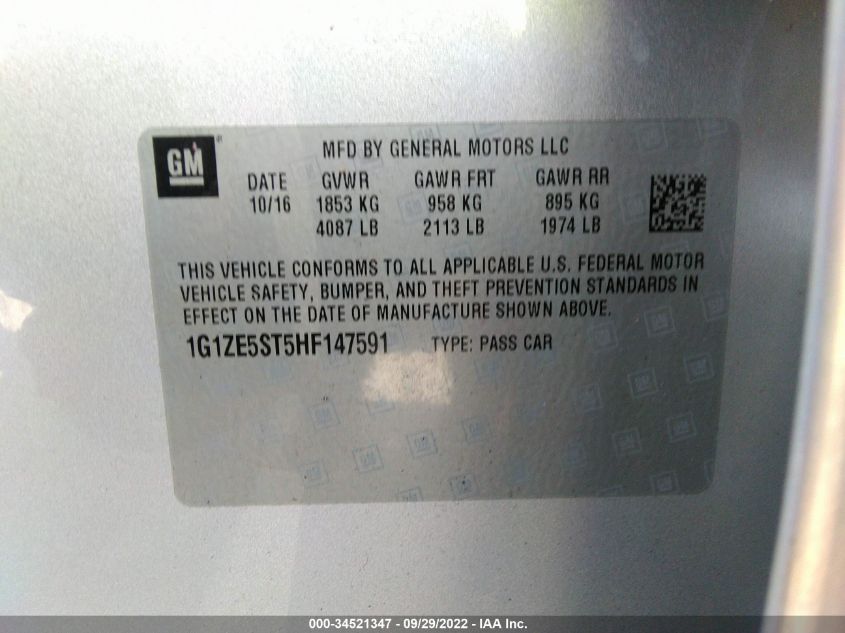 GM
MFD BY GENERAL MOTORS LLC
DATE GVWR GAWR FRT GAWR RR
10/16 1853 KG 958 KG 895 KG
4087 LB 2113 LB 1974 LB
THIS VEHICLE CONFORMS TO ALL APPLICABLE U.S. FEDERAL MOTOR
VEHICLE SAFETY, BUMPER, AND THEFT PREVENTION STANDARDS IN
EFFECT ON THE DATE OF MANUFACTURE SHOWN ABOVE.
1G1ZE5ST5HF147591 TYPE: PASS CAR
000-34521347 - 09/29/2022 - IAA Inc.